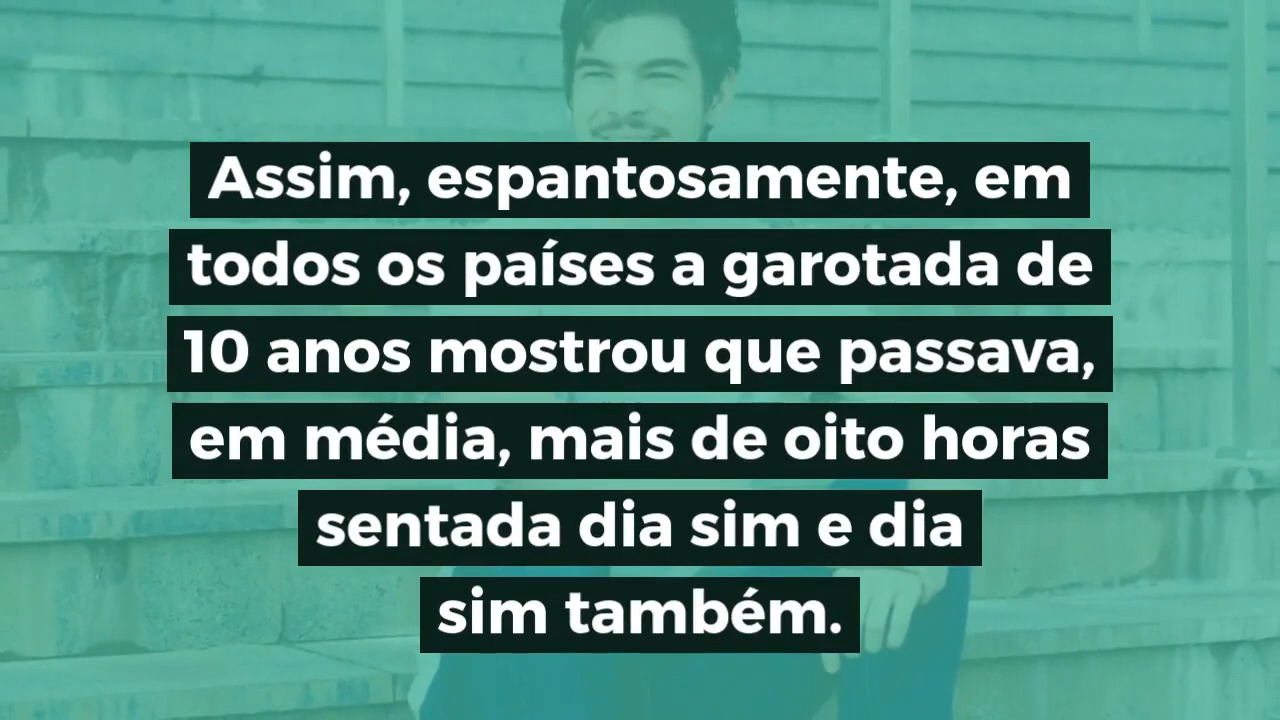 Assim, espantosamente, em
todos os países a garotada de
10 anos mostrou que passava,
em média, mais de oito horas
sentada dia sim e dia
sim também.